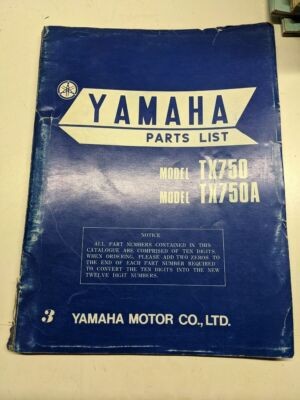 YAMAHA
PARTS LIST
MODEL TX750
MODEL TX750A
NOTICE
ALL PART NUMBERS CONTAINED IN THIS
CATALOGUE ARE COMPRISED OF TEN DIGITS.
WHEN ORDERING, PLEASE ADD TWO ZEROS TO
THE END OF EACH PART NUMBER REQUIRED
TO CONVERT THE TEN DIGITS INTO THE NEW
TWELVE DIGIT NUMBERS.
3 YAMAHA MOTOR CO., LTD.